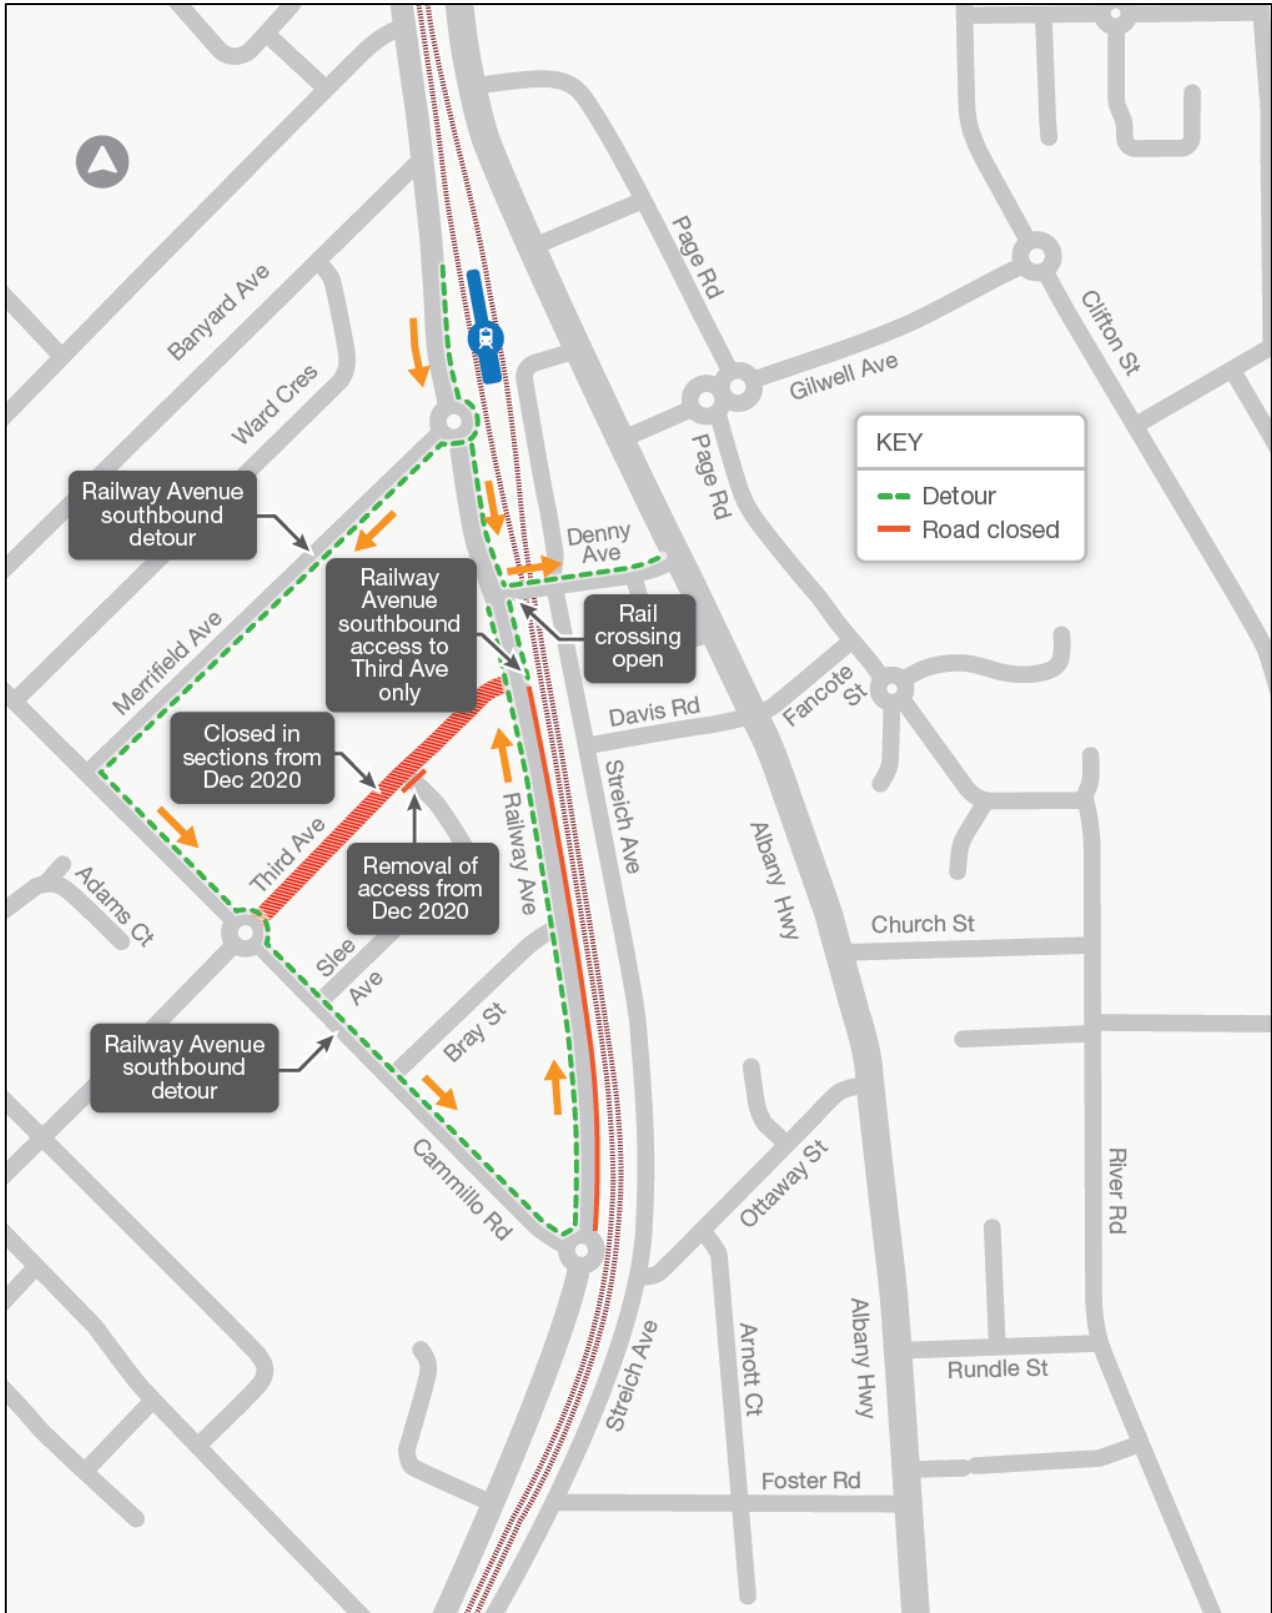 Page Rd
Banyard Ave
Clifton St
Gilwell Ave
Ward Cres
KEY
Detour
Road closed
Page Rd
Railway Avenue
southbound
detour
Denny
Ave
Railway
Avenue
southbound
access to
Third Ave
only
Rail
crossing
open
Merrifield Ave
Fancote
St
Davis Rd
Closed in
sections from
Dec 2020
Streich Ave
Railway Ave
Albany Hwy
Third Ave
Removal of
access from
Dec 2020
Adams Ct
Church St
Slee
Ave
Bray St
Railway Avenue
southbound
detour
Cammillo Rd
Ottaway St
River Rd
Streich Ave
Arnott Ct
Albany Hwy
Rundle St
Foster Rd